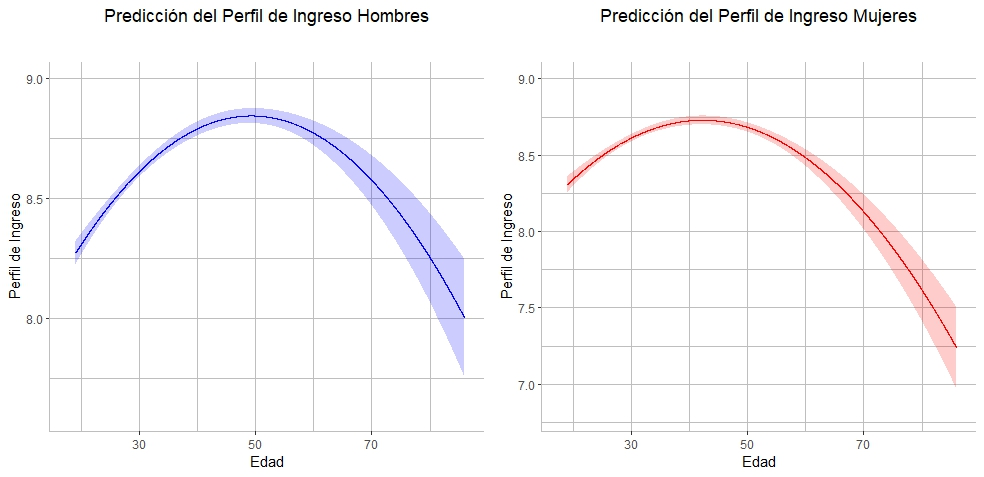 Predicción del Perfil de Ingreso Hombres
Perfil de Ingreso
9.0
8.5
8.0
30 50 70
Edad
Predicción del Perfil de Ingreso Mujeres
Perfil de Ingreso
9.0
8.5
8.0
7.5
7.0
30 50 70
Edad